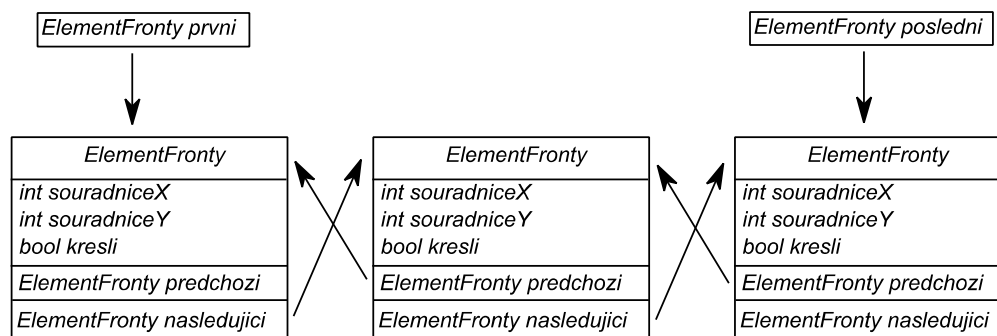 ElementFronty prvni
ElementFronty posledni
ElementFronty
int souradniceX
int souradniceY
bool kresli
ElementFronty predchozi
ElementFronty nasledujici
ElementFronty
int souradniceX
int souradniceY
bool kresli
ElementFronty predchozi
ElementFronty nasledujici
ElementFronty
int souradniceX
int souradniceY
bool kresli
ElementFronty predchozi
ElementFronty nasledujici